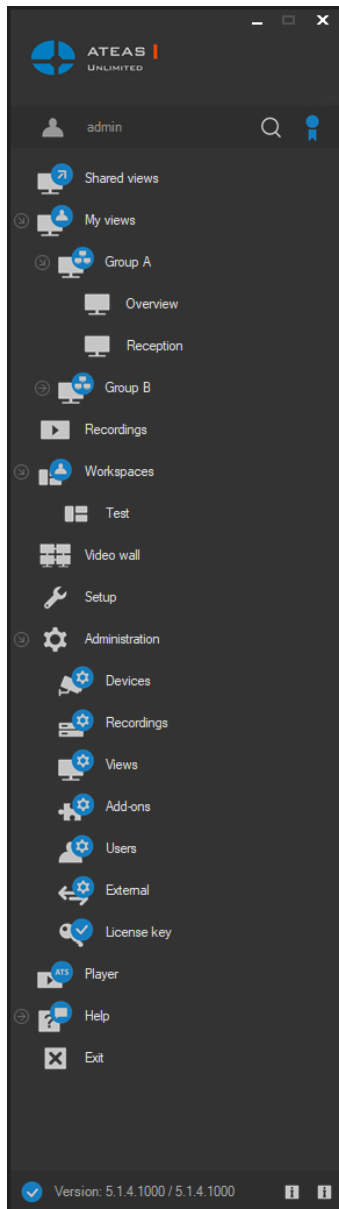 ATEAS I
UNLIMITED
admin
Shared views
My views
Group A
Overview
Reception
Group B
Recordings
Workspaces
Test
Video wall
Setup
Administration
Devices
Recordings
Views
Add-ons
Users
External
License key
ATS
Player
Help
Exit
Version: 5.1.4.1000 / 5.1.4.1000